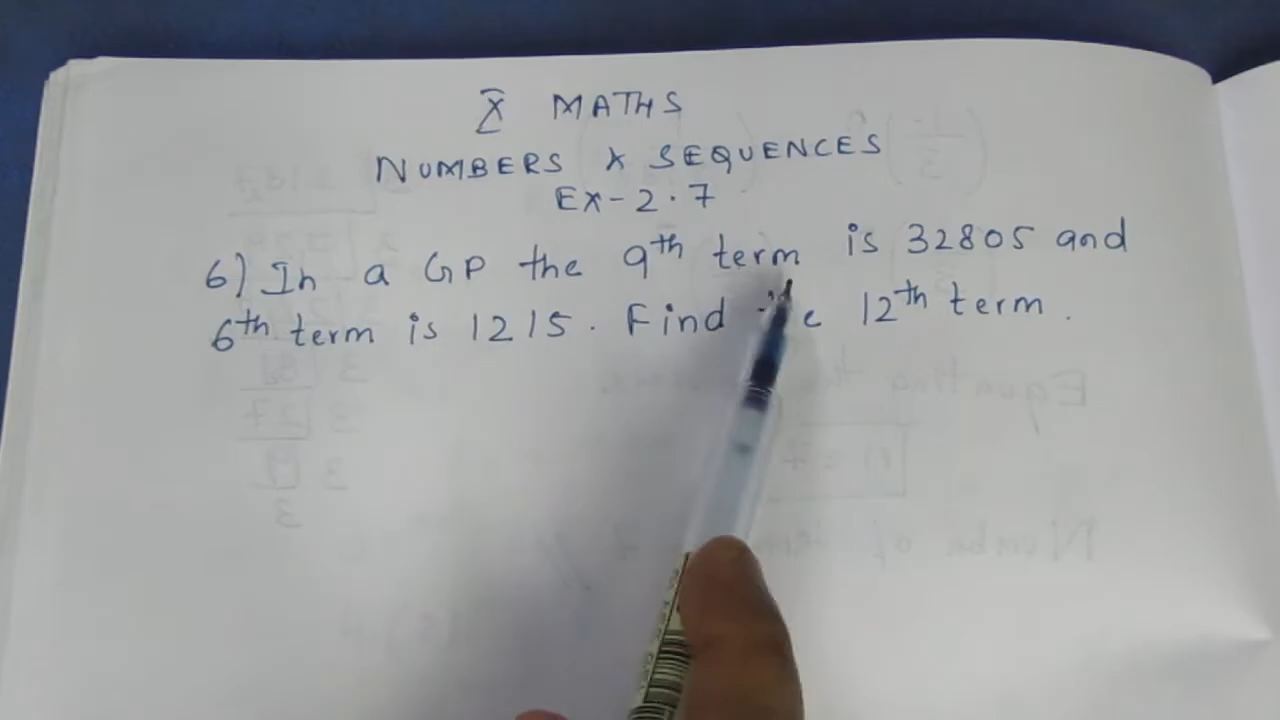 X MATHS
NUMBERS & SEQUENCES
EX-2.7
6) In a GP the 9th term is 32805 and
6th term is 1215. Find 12th term.